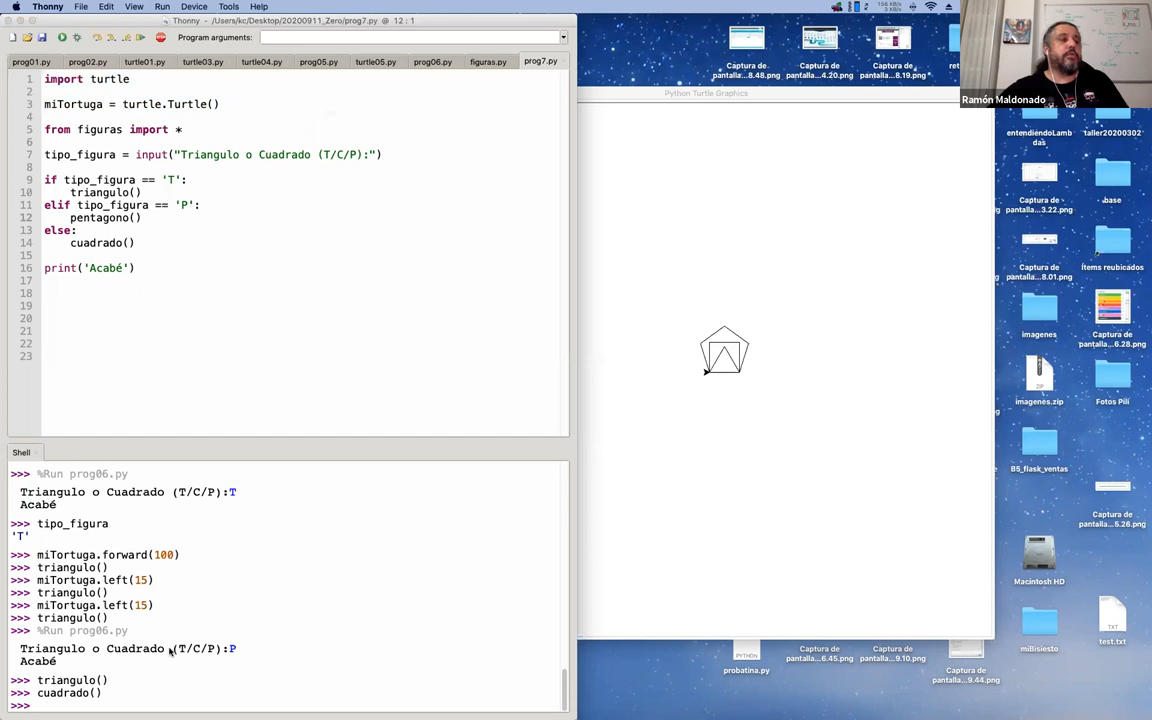 Thonny File Edit View Run Device Tools Help
156 KB/s
3 KB/s
Thonny - /Users/kc/Desktop/20200911_Zero/prog7.py @ 12 : 1
Program arguments:
prog01.py prog02.py turtle01.py turtle03.py turtle04.py prog05.py turtle05.py prog06.py figuras.py prog7.py
1 import turtle
2
3 miTortuga = turtle.Turtle()
4
5 from figuras import *
6
7 tipo_figura = input("Triangulo o Cuadrado (T/C/P):")
8
9 if tipo_figura == 'T':
10 triangulo()
11 elif tipo_figura == 'P':
12 pentagono()
13 else:
14 cuadrado()
15
16 print('Acabé')
17
18
19
20
21
22
23
Shell
>>> %Run prog06.py
Triangulo o Cuadrado (T/C/P):T
Acabé
>>> tipo_figura
'T'
>>> miTortuga.forward(100)
>>> triangulo()
>>> miTortuga.left(15)
>>> triangulo()
>>> miTortuga.left(15)
>>> triangulo()
>>> %Run prog06.py
Triangulo o Cuadrado (T/C/P):P
Acabé
>>> triangulo()
>>> cuadrado()
>>>
Python Turtle Graphics
Captura de
pantalla...8.48.png
Captura de
pantalla...4.20.png
Captura de
pantalla...8.19.png
ret
Ramón Maldonado
entendiendoLamb
das
taller20200302
Captura de
pantalla...3.22.png
base
Captura de
pantalla...8.01.png
Ítems reubicados
imagenes
Captura de
pantalla...6.28.png
ZIP
imagenes.zip
Fotos Pili
B5_flask_ventas
Captura de
pantalla...5.26.png
Macintosh HD
TXT
miBisiesto
test.txt
PYTHON
probatina.py
Captura de
pantalla...6.45.png
Captura de
pantalla...9.10.png
Captura de
pantalla...9.44.png